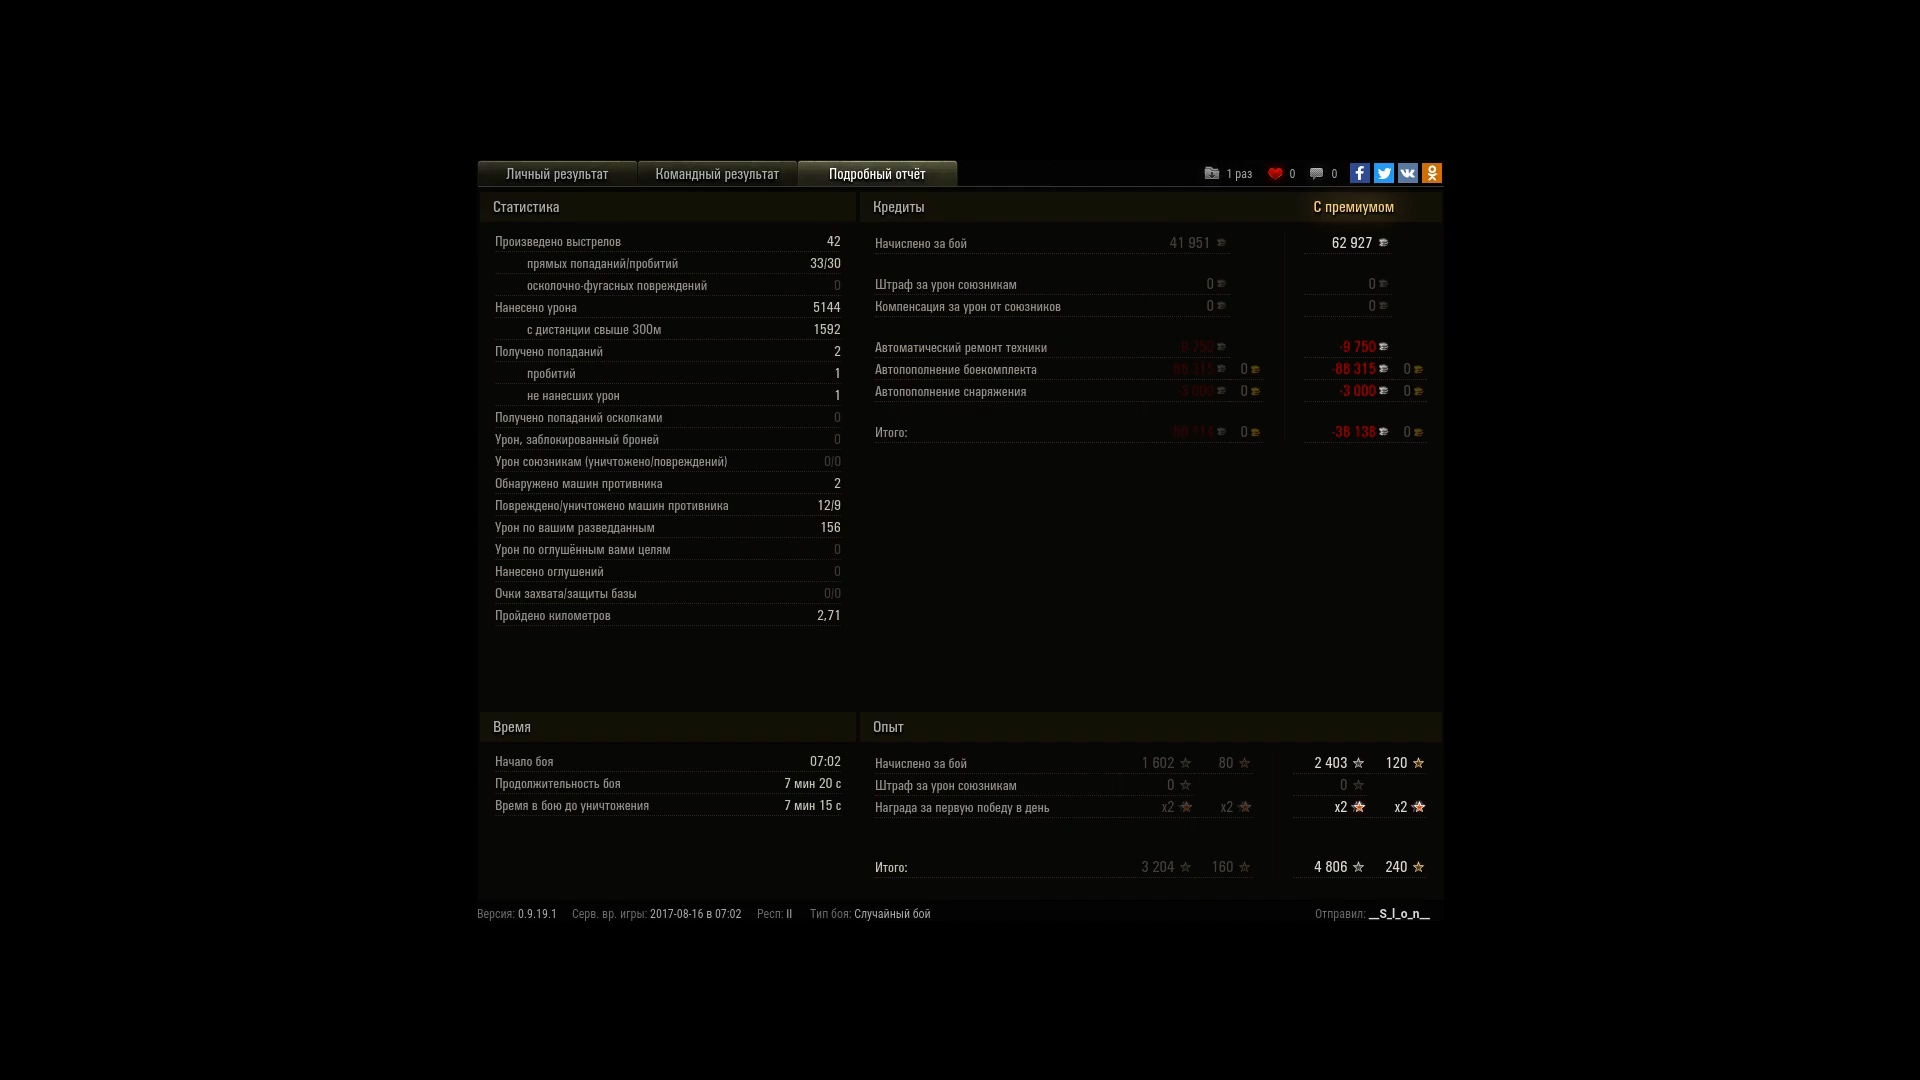 Личный результат Командный результат Подробный отчёт 1 раз 0 0
Статистика
Произведено выстрелов 42
прямых попаданий/пробитий 33/30
осколочно-фугасных повреждений 0
Нанесено урона 5144
с дистанции свыше 300м 1592
Получено попаданий 2
пробитий 1
не нанесших урон 1
Получено попаданий осколками 0
Урон, заблокированный броней 0
Урон союзникам (уничтожено/повреждений) 0/0
Обнаружено машин противника 2
Повреждено/уничтожено машин противника 12/9
Урон по вашим разведданным 156
Урон по оглушённым вами целям 0
Нанесено оглушений 0
Очки захвата/защиты базы 0/0
Пройдено километров 2,71
Кредиты С премиумом
Начислено за бой 41 951 62 927
Штраф за урон союзникам 0 0
Компенсация за урон от союзников 0 0
Автоматический ремонт техники -9 750 -9 750
Автопополнение боекомплекта -88 315 0 -88 315 0
Автопополнение снаряжения -3 000 0 -3 000 0
Итого: -59 114 0 -38 138 0
Время
Начало боя 07:02
Продолжительность боя 7 мин 20 с
Время в бою до уничтожения 7 мин 15 с
Опыт
Начислено за бой 1 602 80 2 403 120
Штраф за урон союзникам 0 0
Награда за первую победу в день x2 x2 x2 x2
Итого: 3 204 160 4 806 240
Версия: 0.9.19.1 Серв. вр. игры: 2017-08-16 в 07:02 Респ: II Тип боя: Случайный бой Отправил: __S_l_o_n__